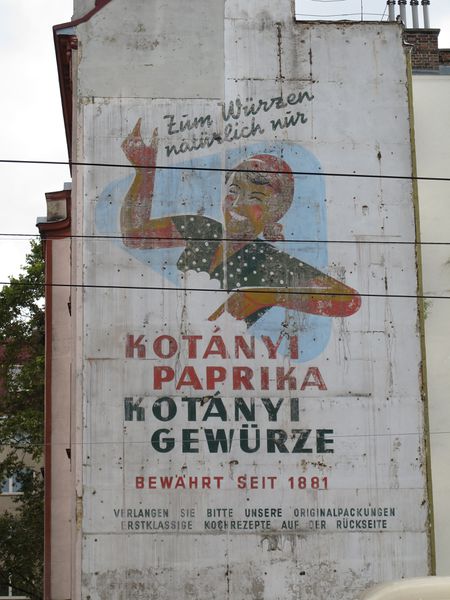 Zum Würzen
natürlich nur
KOTÁNYI
PAPRIKA
KOTÁNYI
GEWÜRZE
BEWÄHRT SEIT 1881
VERLANGEN SIE BITTE UNSERE ORIGINALPACKUNGEN
ERSTKLASSIGE KOCHREZEPTE AUF DER RÜCKSEITE
STERN